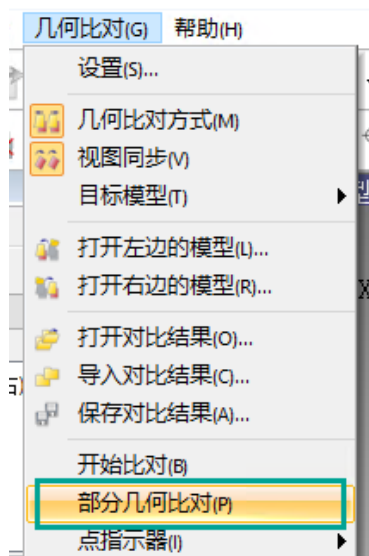 几何比对(G) 帮助(H)
设置(S)...
几何比对方式(M)
视图同步(V)
目标模型(T)
打开左边的模型(L)...
打开右边的模型(R)...
打开对比结果(O)...
导入对比结果(C)...
保存对比结果(A)...
开始比对(B)
部分几何比对(P)
点指示器(I)